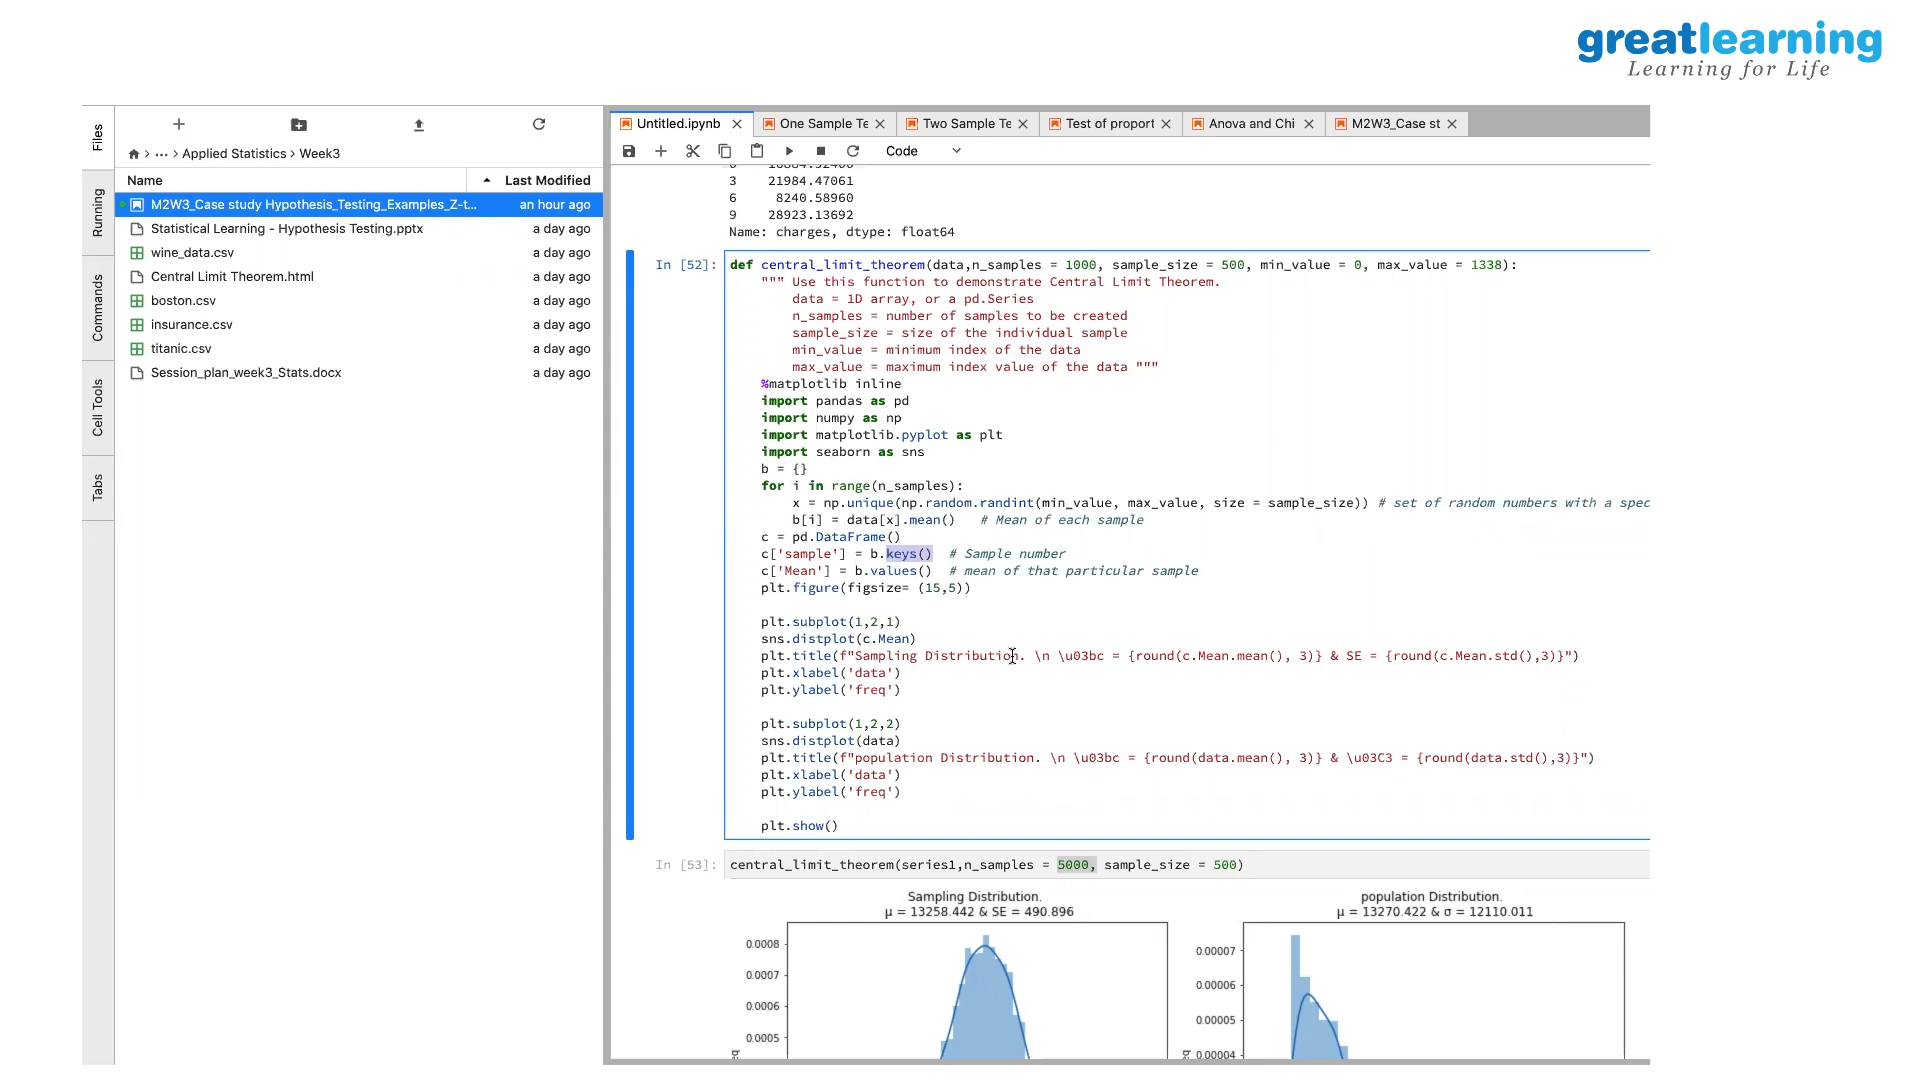 greatlearning
Learning for Life
Files
Running
Commands
Cell Tools
Tabs
… > Applied Statistics > Week3
Name Last Modified
M2W3_Case study Hypothesis_Testing_Examples_Z-t... an hour ago
Statistical Learning - Hypothesis Testing.pptx a day ago
wine_data.csv a day ago
Central Limit Theorem.html a day ago
boston.csv a day ago
insurance.csv a day ago
titanic.csv a day ago
Session_plan_week3_Stats.docx a day ago
Untitled.ipynb One Sample Te Two Sample Te Test of proport Anova and Chi M2W3_Case st
Code
3 21984.47061
6 8240.58960
9 28923.13692
Name: charges, dtype: float64
In [52]: def central_limit_theorem(data,n_samples = 1000, sample_size = 500, min_value = 0, max_value = 1338):
""" Use this function to demonstrate Central Limit Theorem.
data = 1D array, or a pd.Series
n_samples = number of samples to be created
sample_size = size of the individual sample
min_value = minimum index of the data
max_value = maximum index value of the data """
%matplotlib inline
import pandas as pd
import numpy as np
import matplotlib.pyplot as plt
import seaborn as sns
b = {}
for i in range(n_samples):
x = np.unique(np.random.randint(min_value, max_value, size = sample_size)) # set of random numbers with a spec
b[i] = data[x].mean() # Mean of each sample
c = pd.DataFrame()
c['sample'] = b.keys() # Sample number
c['Mean'] = b.values() # mean of that particular sample
plt.figure(figsize= (15,5))
plt.subplot(1,2,1)
sns.distplot(c.Mean)
plt.title(f"Sampling Distribution. \n \u03bc = {round(c.Mean.mean(), 3)} & SE = {round(c.Mean.std(),3)}")
plt.xlabel('data')
plt.ylabel('freq')
plt.subplot(1,2,2)
sns.distplot(data)
plt.title(f"population Distribution. \n \u03bc = {round(data.mean(), 3)} & \u03C3 = {round(data.std(),3)}")
plt.xlabel('data')
plt.ylabel('freq')
plt.show()
In [53]: central_limit_theorem(series1,n_samples = 5000, sample_size = 500)
Sampling Distribution.
μ = 13258.442 & SE = 490.896
0.0008
0.0007
0.0006
0.0005
population Distribution.
μ = 13270.422 & σ = 12110.011
0.00007
0.00006
0.00005
0.00004